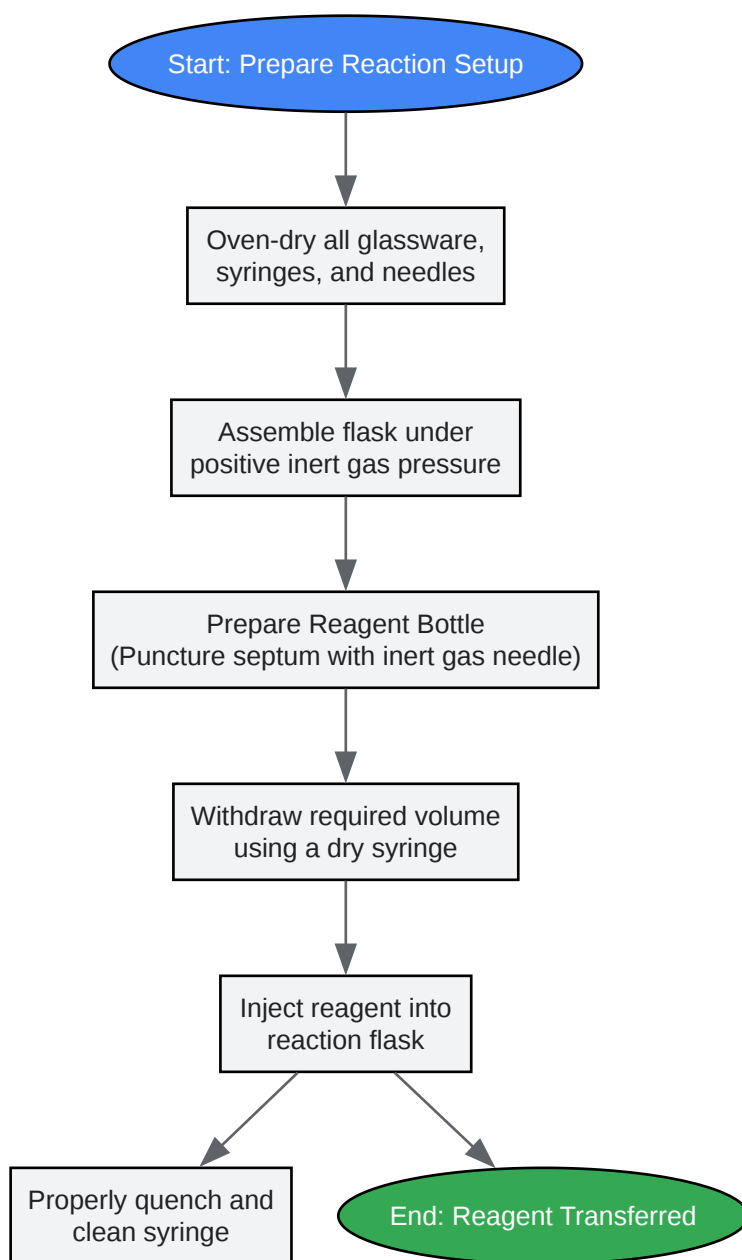 Start: Prepare Reaction Setup
Oven-dry all glassware,
syringes, and needles
Assemble flask under
positive inert gas pressure
Prepare Reagent Bottle
(Puncture septum with inert gas needle)
Withdraw required volume
using a dry syringe
Inject reagent into
reaction flask
Properly quench and
clean syringe
End: Reagent Transferred